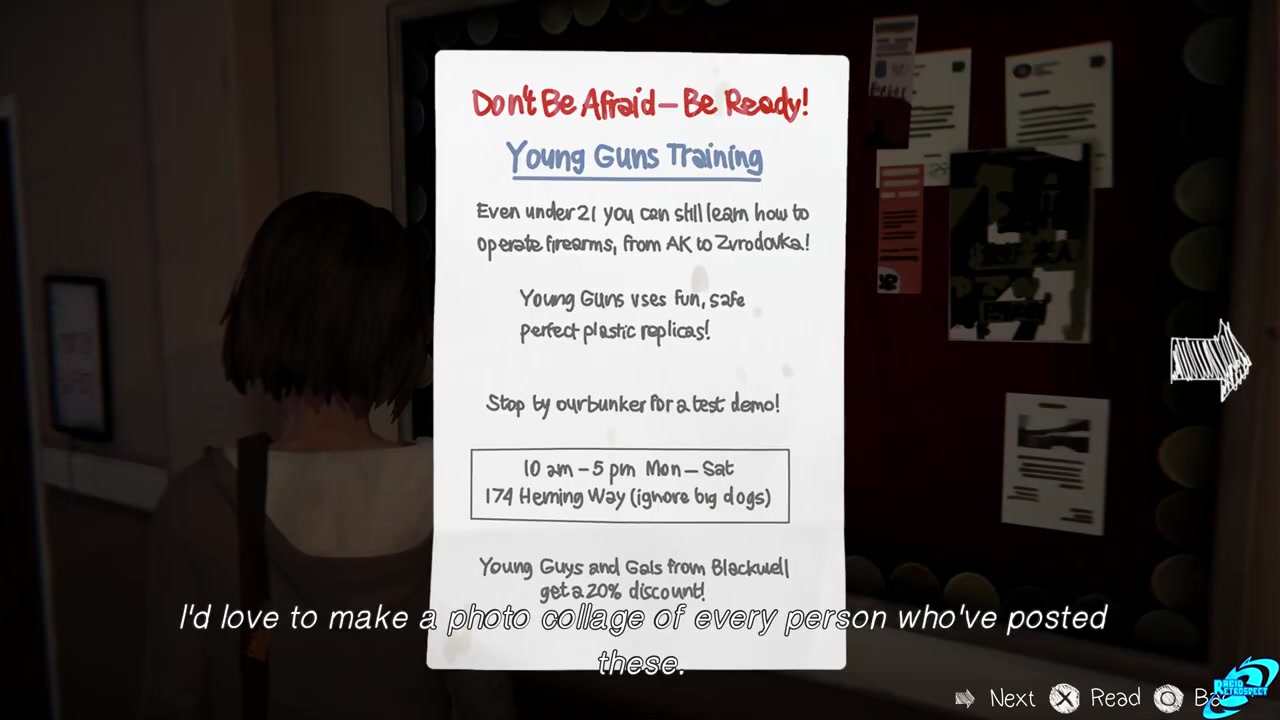 Don't Be Afraid – Be Ready!
Young Guns Training
Even under 21 you can still learn how to
operate firearms, from AK to Zvrodovka!
Young Guns uses fun, safe
perfect plastic replicas!
Stop by our bunker for a test demo!
10 am – 5 pm Mon – Sat
174 Heming Way (ignore big dogs)
Young Guys and Gals from Blackwell
get a 20% discount!
I'd love to make a photo collage of every person who've posted
these.
Next Read
RETROSPECT